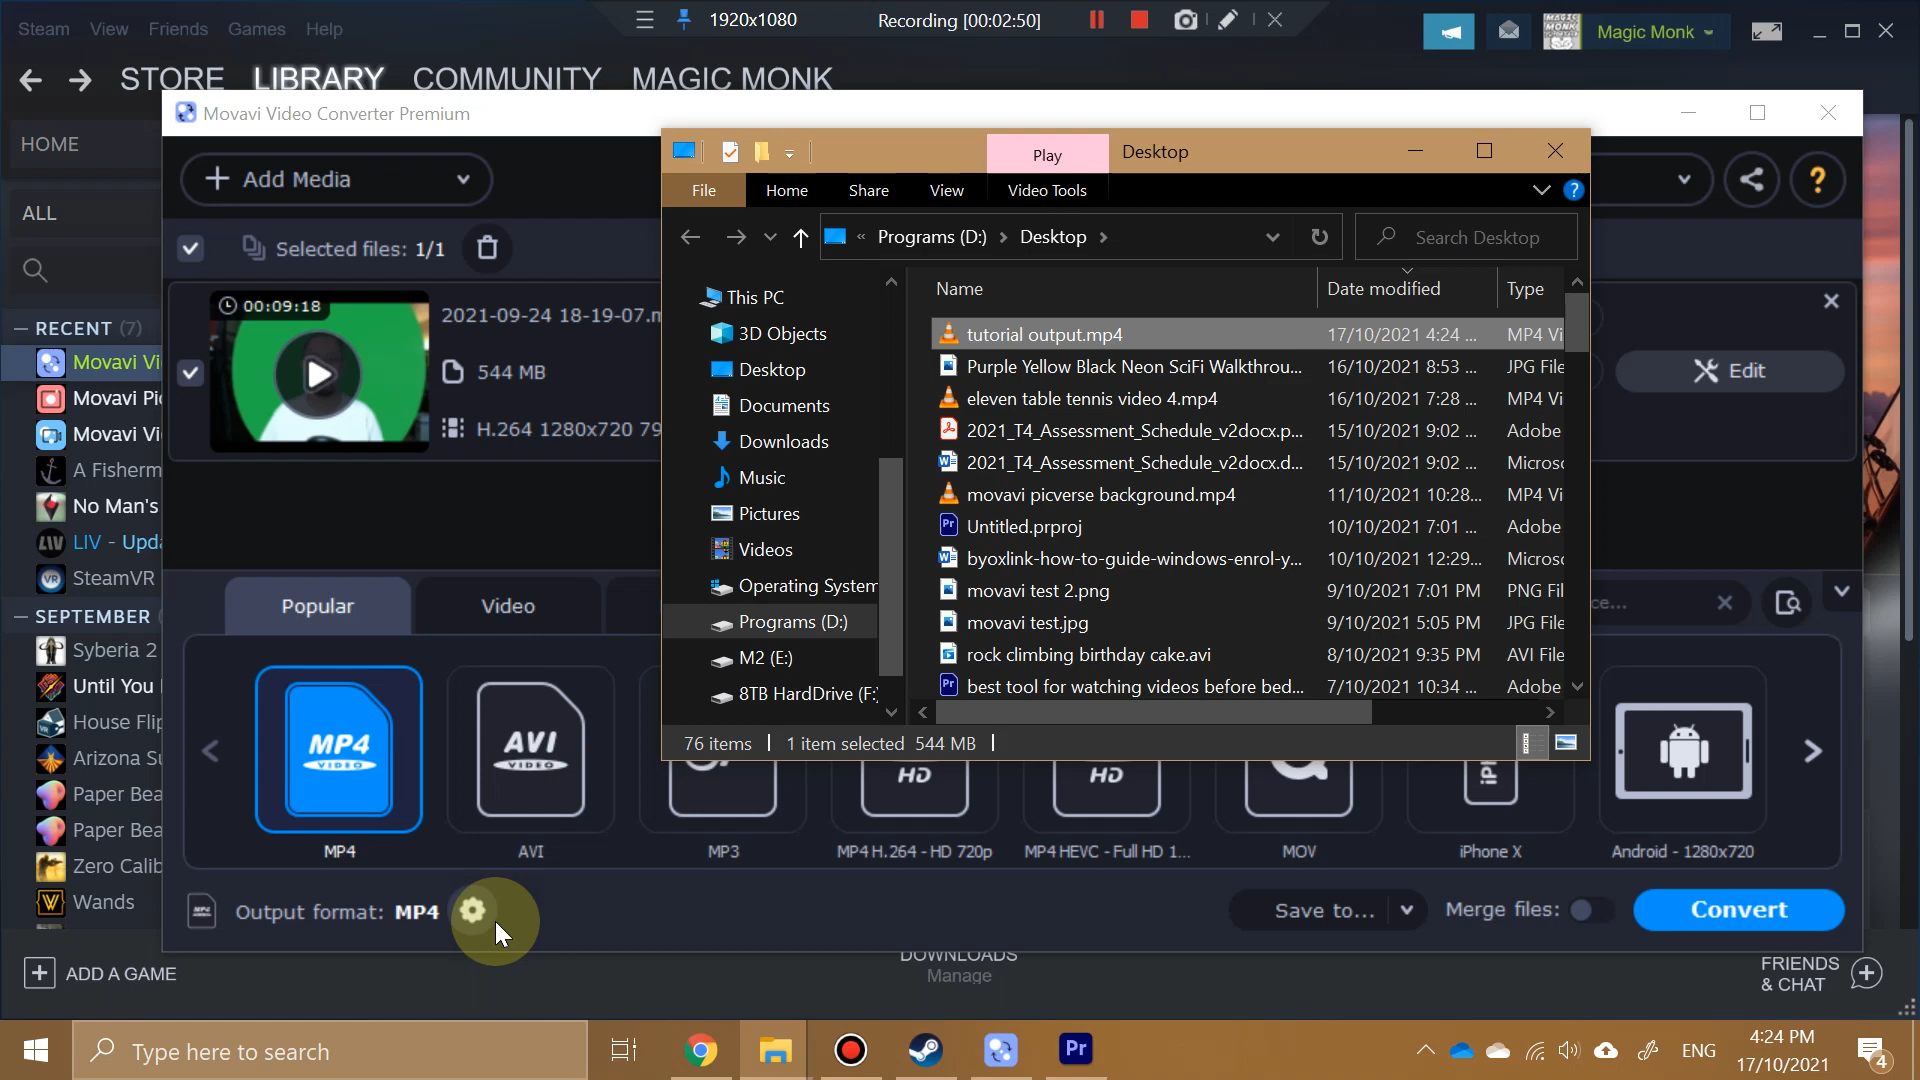 Steam View Friends Games Help
1920x1080 Recording [00:02:50]
Magic Monk
STORE LIBRARY COMMUNITY MAGIC MONK
HOME
ALL
RECENT (7)
Movavi Vi
Movavi Pi
Movavi Vi
A Fisherm
No Man's
LIV - Upda
SteamVR
SEPTEMBER
Syberia 2
Until You
House Flip
Arizona Su
Paper Bea
Paper Bea
Zero Calib
Wands
ADD A GAME
Movavi Video Converter Premium
Add Media
Selected files: 1/1
00:09:18
2021-09-24 18-19-07.m
544 MB
H.264 1280x720 79
Edit
Play Desktop
File Home Share View Video Tools
« Programs (D:) Desktop
Search Desktop
This PC
3D Objects
Desktop
Documents
Downloads
Music
Pictures
Videos
Operating System
Programs (D:)
M2 (E:)
8TB HardDrive (F:
Name Date modified Type
tutorial output.mp4 17/10/2021 4:24 ... MP4 Vi
Purple Yellow Black Neon SciFi Walkthrou... 16/10/2021 8:53 ... JPG File
eleven table tennis video 4.mp4 16/10/2021 7:28 ... MP4 Vi
2021_T4_Assessment_Schedule_v2docx.p... 15/10/2021 9:02 ... Adobe
2021_T4_Assessment_Schedule_v2docx.d... 15/10/2021 9:02 ... Microso
movavi picverse background.mp4 11/10/2021 10:28... MP4 Vi
Untitled.prproj 10/10/2021 7:01 ... Adobe
byoxlink-how-to-guide-windows-enrol-y... 10/10/2021 12:29... Microso
movavi test 2.png 9/10/2021 7:01 PM PNG Fil
movavi test.jpg 9/10/2021 5:05 PM JPG File
rock climbing birthday cake.avi 8/10/2021 9:35 PM AVI File
best tool for watching videos before bed... 7/10/2021 10:34 ... Adobe
76 items 1 item selected 544 MB
Popular Video
ce...
MP4 VIDEO
AVI VIDEO
HD
HD
MP4
AVI
MP3
MP4 H.264 - HD 720p
MP4 HEVC - Full HD 1...
MOV
iPhone X
Android - 1280x720
Output format: MP4
Save to...
Merge files:
Convert
DOWNLOADS
Manage
FRIENDS
& CHAT
Type here to search
Pr
ENG
4:24 PM
17/10/2021
4